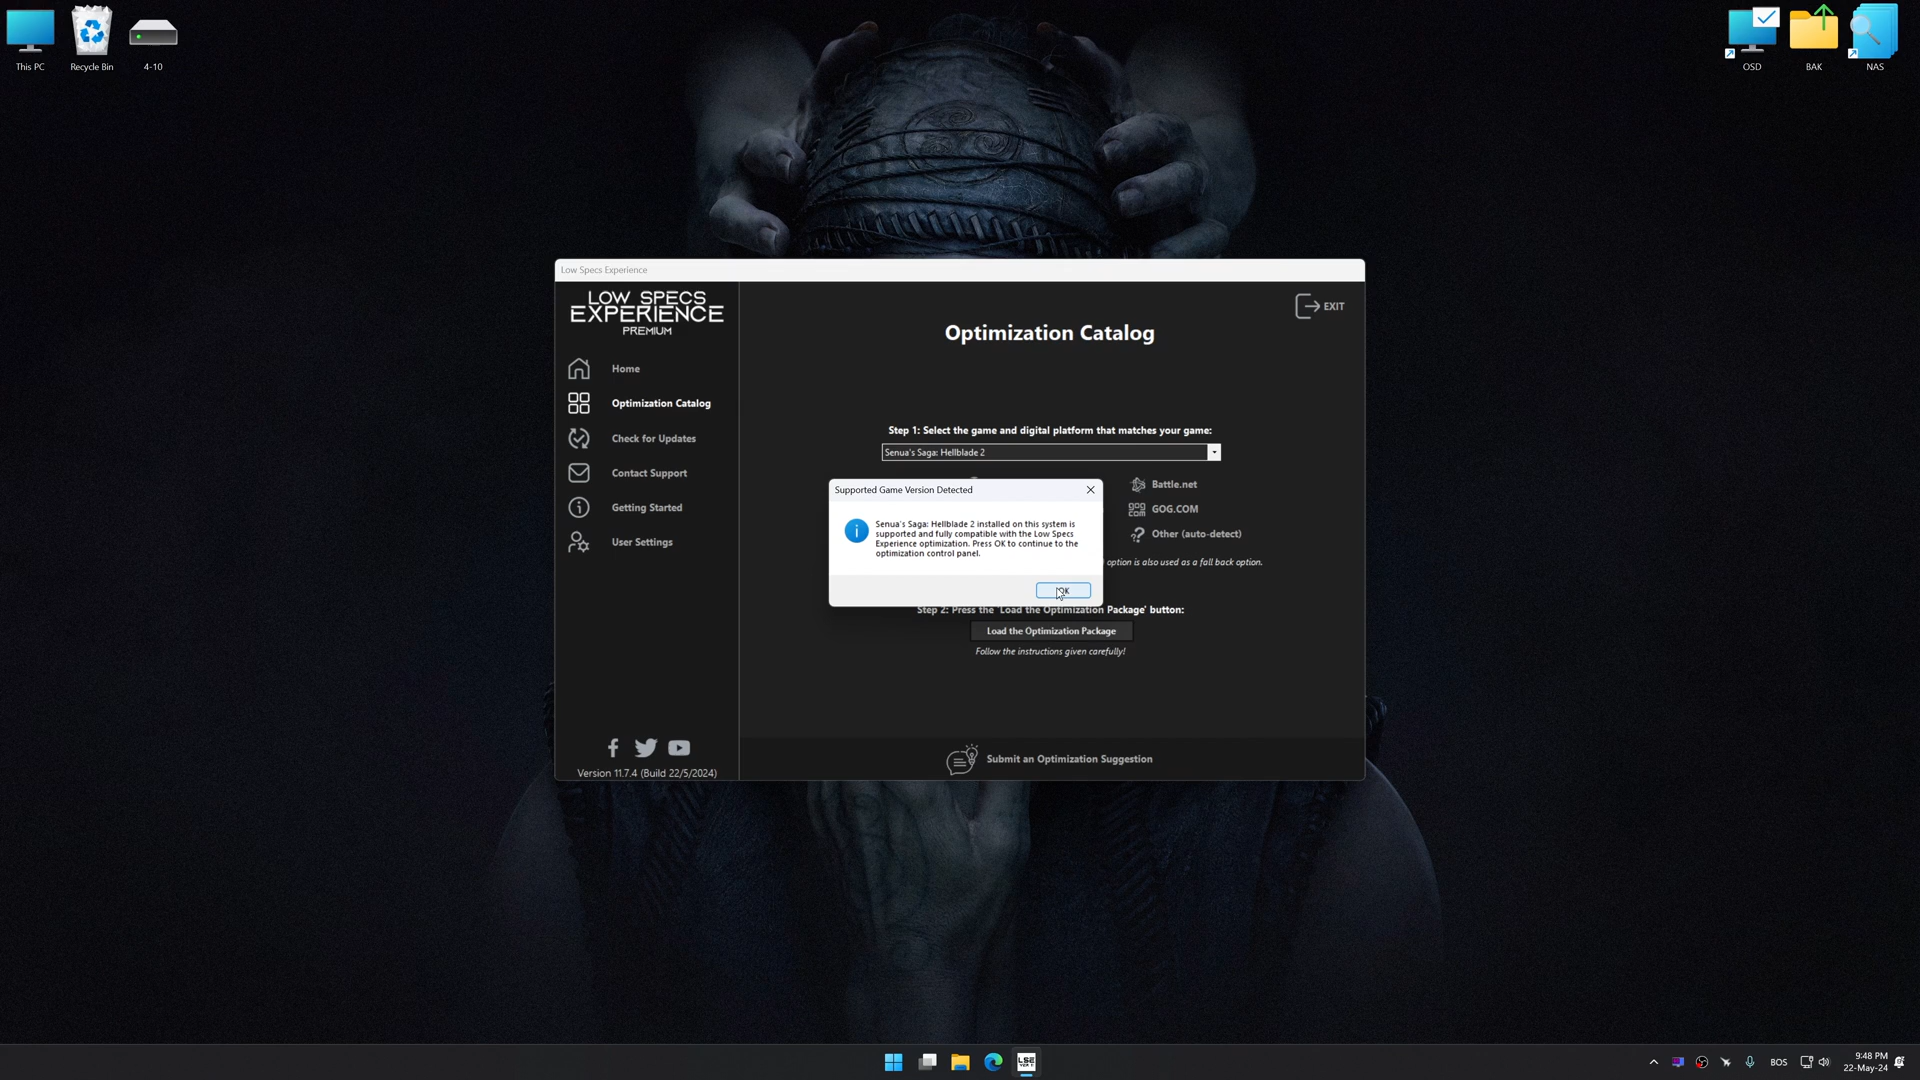 This PC
Recycle Bin
4-10
OSD
BAK
NAS
Low Specs Experience
LOW SPECS
EXPERIENCE
PREMIUM
Home
Optimization Catalog
Check for Updates
Contact Support
Getting Started
User Settings
Version 11.7.4 (Build 22/5/2024)
EXIT
Optimization Catalog
Step 1: Select the game and digital platform that matches your game:
Senua's Saga: Hellblade 2
Battle.net
GOG.COM
Other (auto-detect)
option is also used as a fall back option.
Supported Game Version Detected
Senua's Saga: Hellblade 2 installed on this system is
supported and fully compatible with the Low Specs
Experience optimization. Press OK to continue to the
optimization control panel.
OK
Step 2: Press the 'Load the Optimization Package' button:
Load the Optimization Package
Follow the instructions given carefully!
Submit an Optimization Suggestion
LSE
BOS
9:48 PM
22-May-24